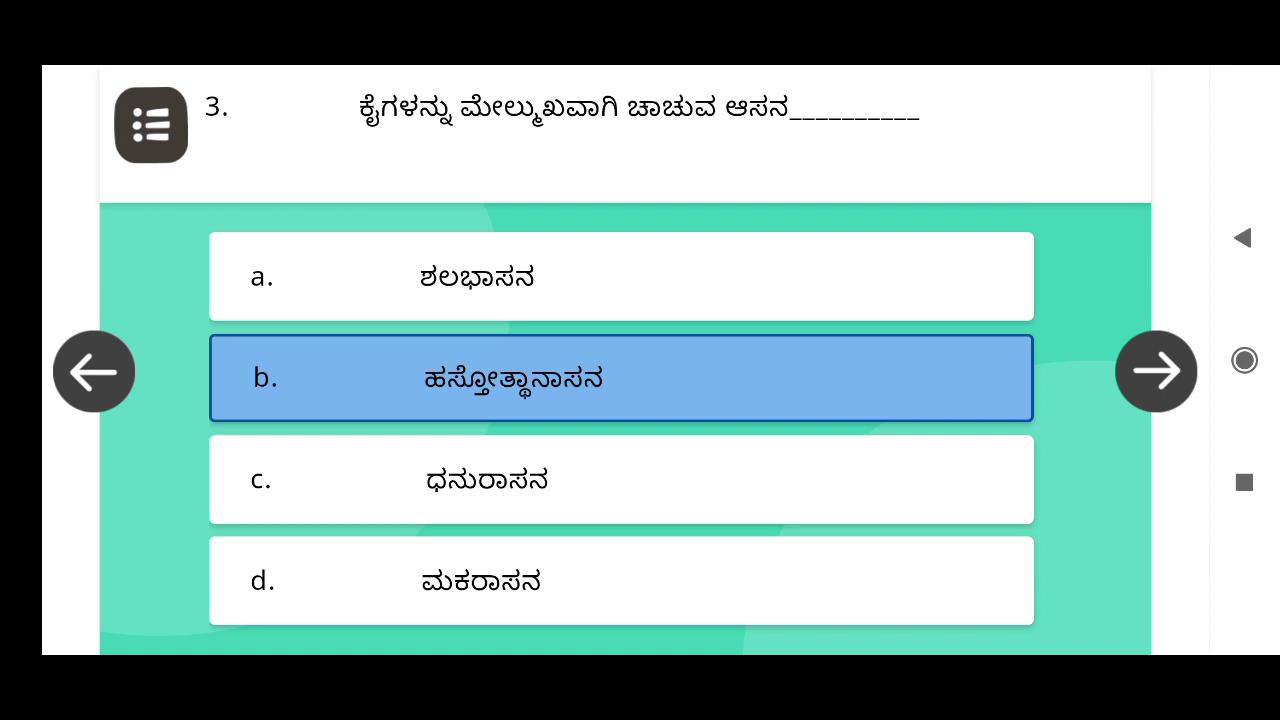 3. ಕೈಗಳನ್ನು ಮೇಲ್ಮುಖವಾಗಿ ಚಾಚುವ ಆಸನ__________
a. ಶಲಭಾಸನ
b. ಹಸ್ತೋತ್ಥಾನಾಸನ
c. ಧನುರಾಸನ
d. ಮಕರಾಸನ